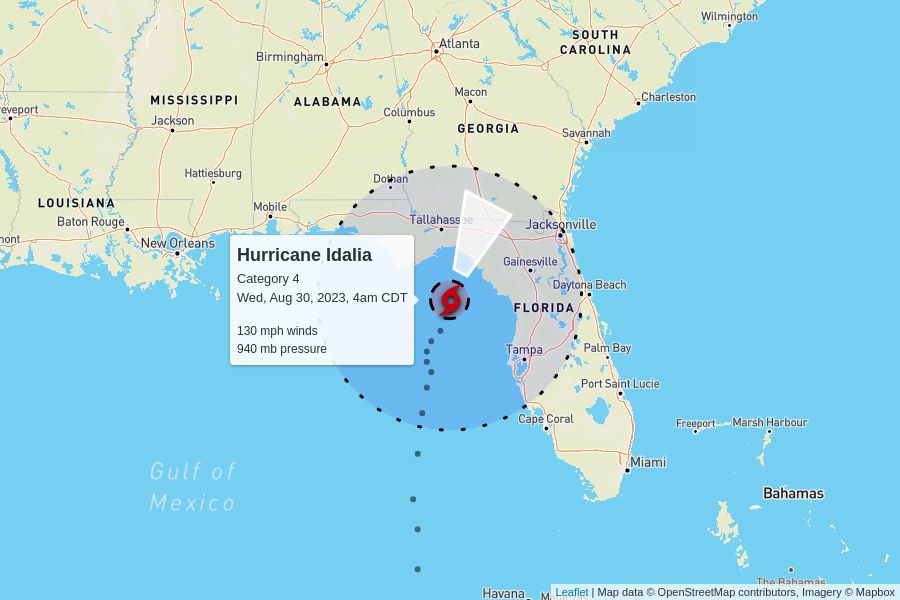 Wilmington
SOUTH
CAROLINA
Atlanta
Birmingham
Macon
Charleston
MISSISSIPPI
ALABAMA
reveport
Columbus
Jackson
GEORGIA
Savannah
Hattiesburg
Dothan
LOUISIANA
Mobile
Baton Rouge
Tallahassee
Jacksonville
mont
New Orleans
Gainesville
Hurricane Idalia
Category 4
Wed, Aug 30, 2023, 4am CDT
130 mph winds
940 mb pressure
Daytona Beach
FLORIDA
Tampa
Palm Bay
Port Saint Lucie
Cape Coral
Freeport
Marsh Harbour
Gulf of
Mexico
Miami
Bahamas
The Bahamas
Havana
Matanzas
Leaflet | Map data © OpenStreetMap contributors, Imagery © Mapbox